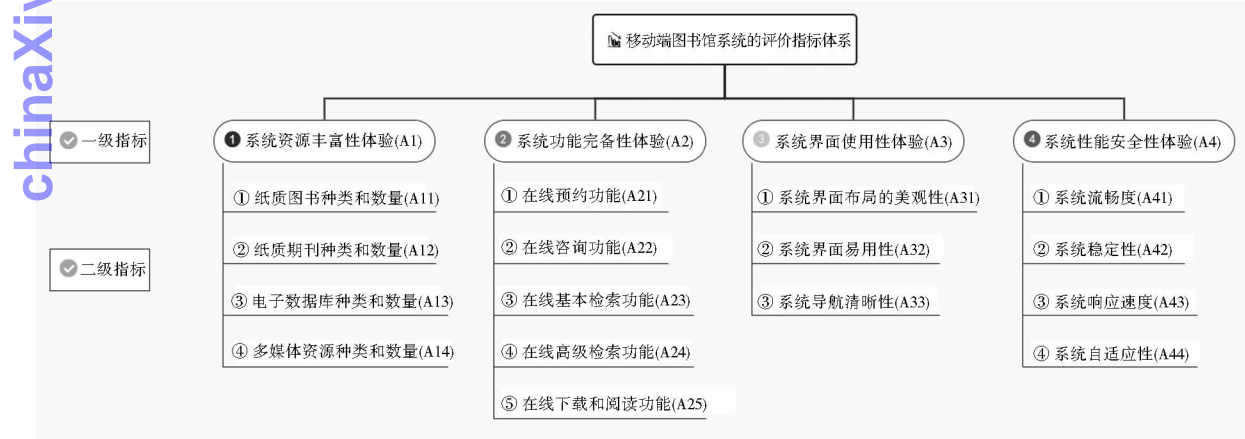 chinaXiv
移动端图书馆系统的评价指标体系
一级指标
1 系统资源丰富性体验(A1)
2 系统功能完备性体验(A2)
3 系统界面使用性体验(A3)
4 系统性能安全性体验(A4)
二级指标
① 纸质图书种类和数量(A11)
② 纸质期刊种类和数量(A12)
③ 电子数据库种类和数量(A13)
④ 多媒体资源种类和数量(A14)
① 在线预约功能(A21)
② 在线咨询功能(A22)
③ 在线基本检索功能(A23)
④ 在线高级检索功能(A24)
⑤ 在线下载和阅读功能(A25)
① 系统界面布局的美观性(A31)
② 系统界面易用性(A32)
③ 系统导航清晰性(A33)
① 系统流畅度(A41)
② 系统稳定性(A42)
③ 系统响应速度(A43)
④ 系统自适应性(A44)